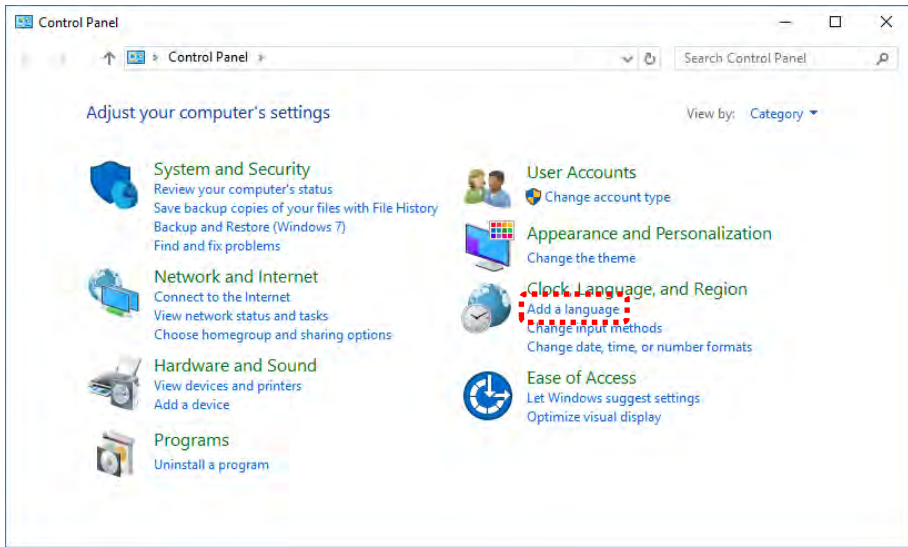 Control Panel
Control Panel
Search Control Panel
Adjust your computer's settings
View by: Category
System and Security
Review your computer's status
Save backup copies of your files with File History
Backup and Restore (Windows 7)
Find and fix problems
Network and Internet
Connect to the Internet
View network status and tasks
Choose homegroup and sharing options
Hardware and Sound
View devices and printers
Add a device
Programs
Uninstall a program
User Accounts
Change account type
Appearance and Personalization
Change the theme
Clock, Language, and Region
Add a language
Change input methods
Change date, time, or number formats
Ease of Access
Let Windows suggest settings
Optimize visual display